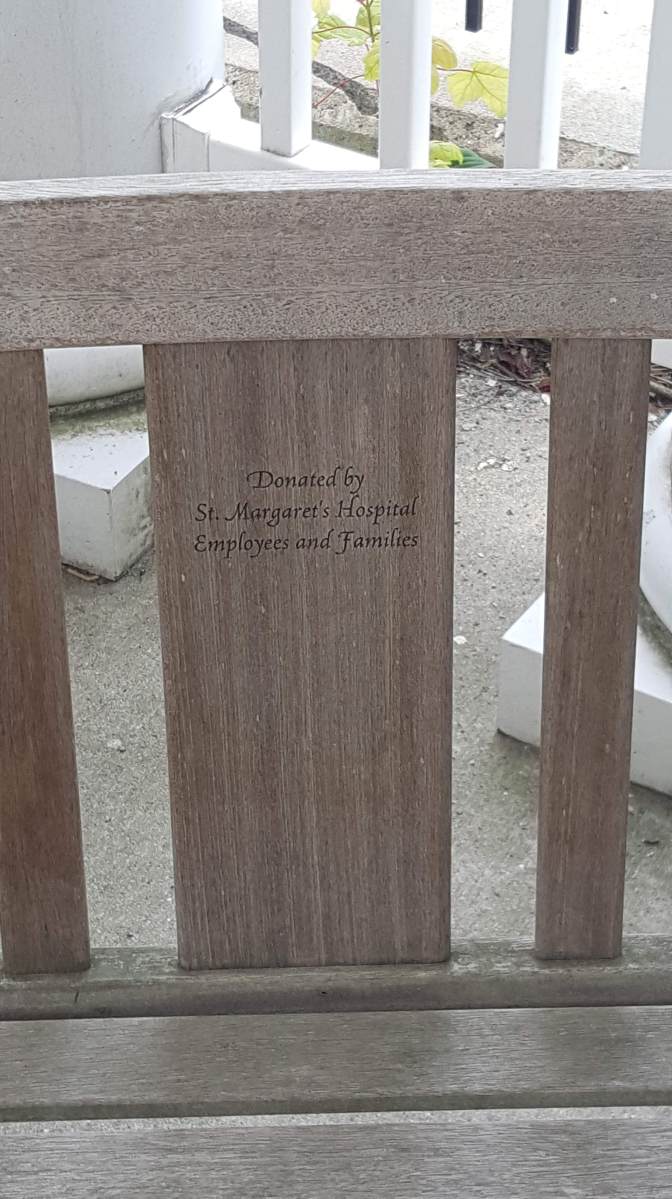 Donated by
St. Margaret's Hospital
Employees and Families